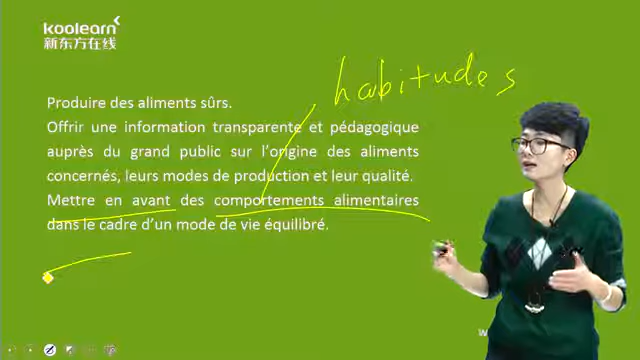 koolearn
新东方在线
habitudes
Produire des aliments sûrs.
Offrir une information transparente et pédagogique
auprès du grand public sur l'origine des aliments
concernés, leurs modes de production et leur qualité.
Mettre en avant des comportements alimentaires
dans le cadre d'un mode de vie équilibré.